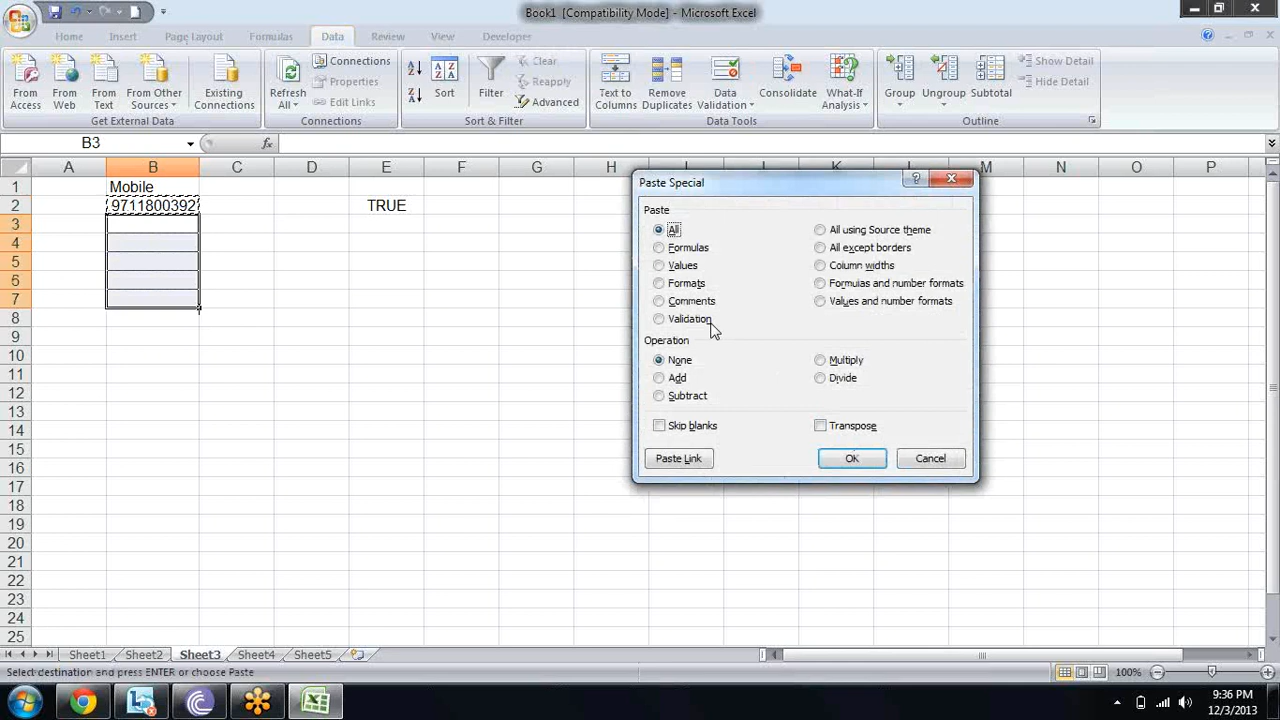 Book1 [Compatibility Mode] - Microsoft Excel
Home Insert Page Layout Formulas Data Review View Developer
From Access
From Web
From Text
From Other Sources
Existing Connections
Get External Data
Refresh All
Connections
Properties
Edit Links
Connections
Sort
Filter
Clear
Reapply
Advanced
Sort & Filter
Text to Columns
Remove Duplicates
Data Validation
Consolidate
What-If Analysis
Data Tools
Group
Ungroup
Subtotal
Show Detail
Hide Detail
Outline
B3 fx
A B C D E F G H I J K L M N O P
1 Mobile
2 9711800392 TRUE
3
4
5
6
7
8
9
10
11
12
13
14
15
16
17
18
19
20
21
22
23
24
25
Paste Special
Paste
All All using Source theme
Formulas All except borders
Values Column widths
Formats Formulas and number formats
Comments Values and number formats
Validation
Operation
None Multiply
Add Divide
Subtract
Skip blanks Transpose
Paste Link OK Cancel
Sheet1 Sheet2 Sheet3 Sheet4 Sheet5
Select destination and press ENTER or choose Paste 100%
9:36 PM
12/3/2013